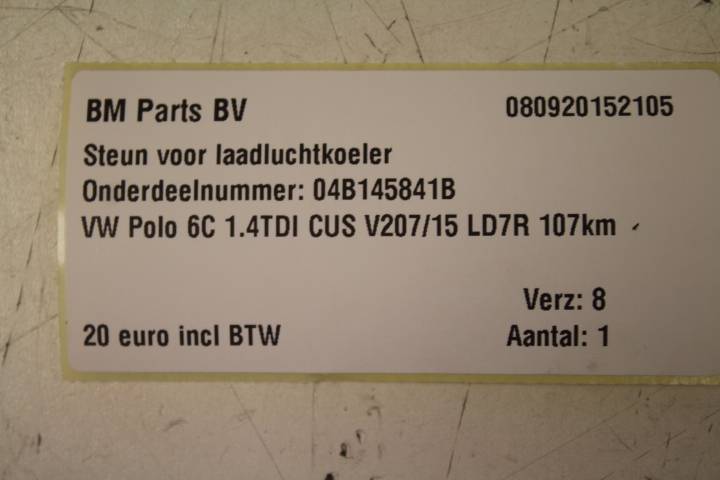 BM Parts BV 080920152105
Steun voor laadluchtkoeler
Onderdeelnummer: 04B145841B
VW Polo 6C 1.4TDI CUS V207/15 LD7R 107km
Verz: 8
20 euro incl BTW Aantal: 1